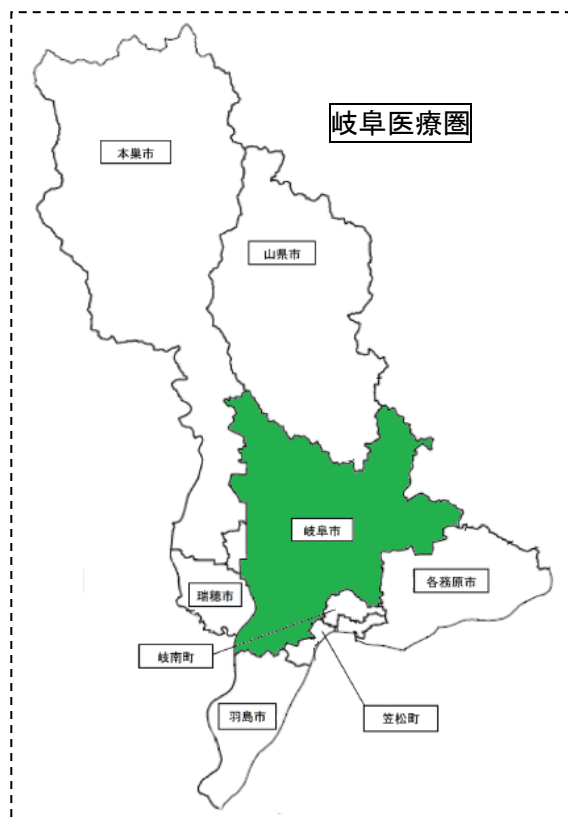 岐阜医療圏
本巣市
山県市
岐阜市
各務原市
瑞穂市
岐南町
羽島市
笠松町